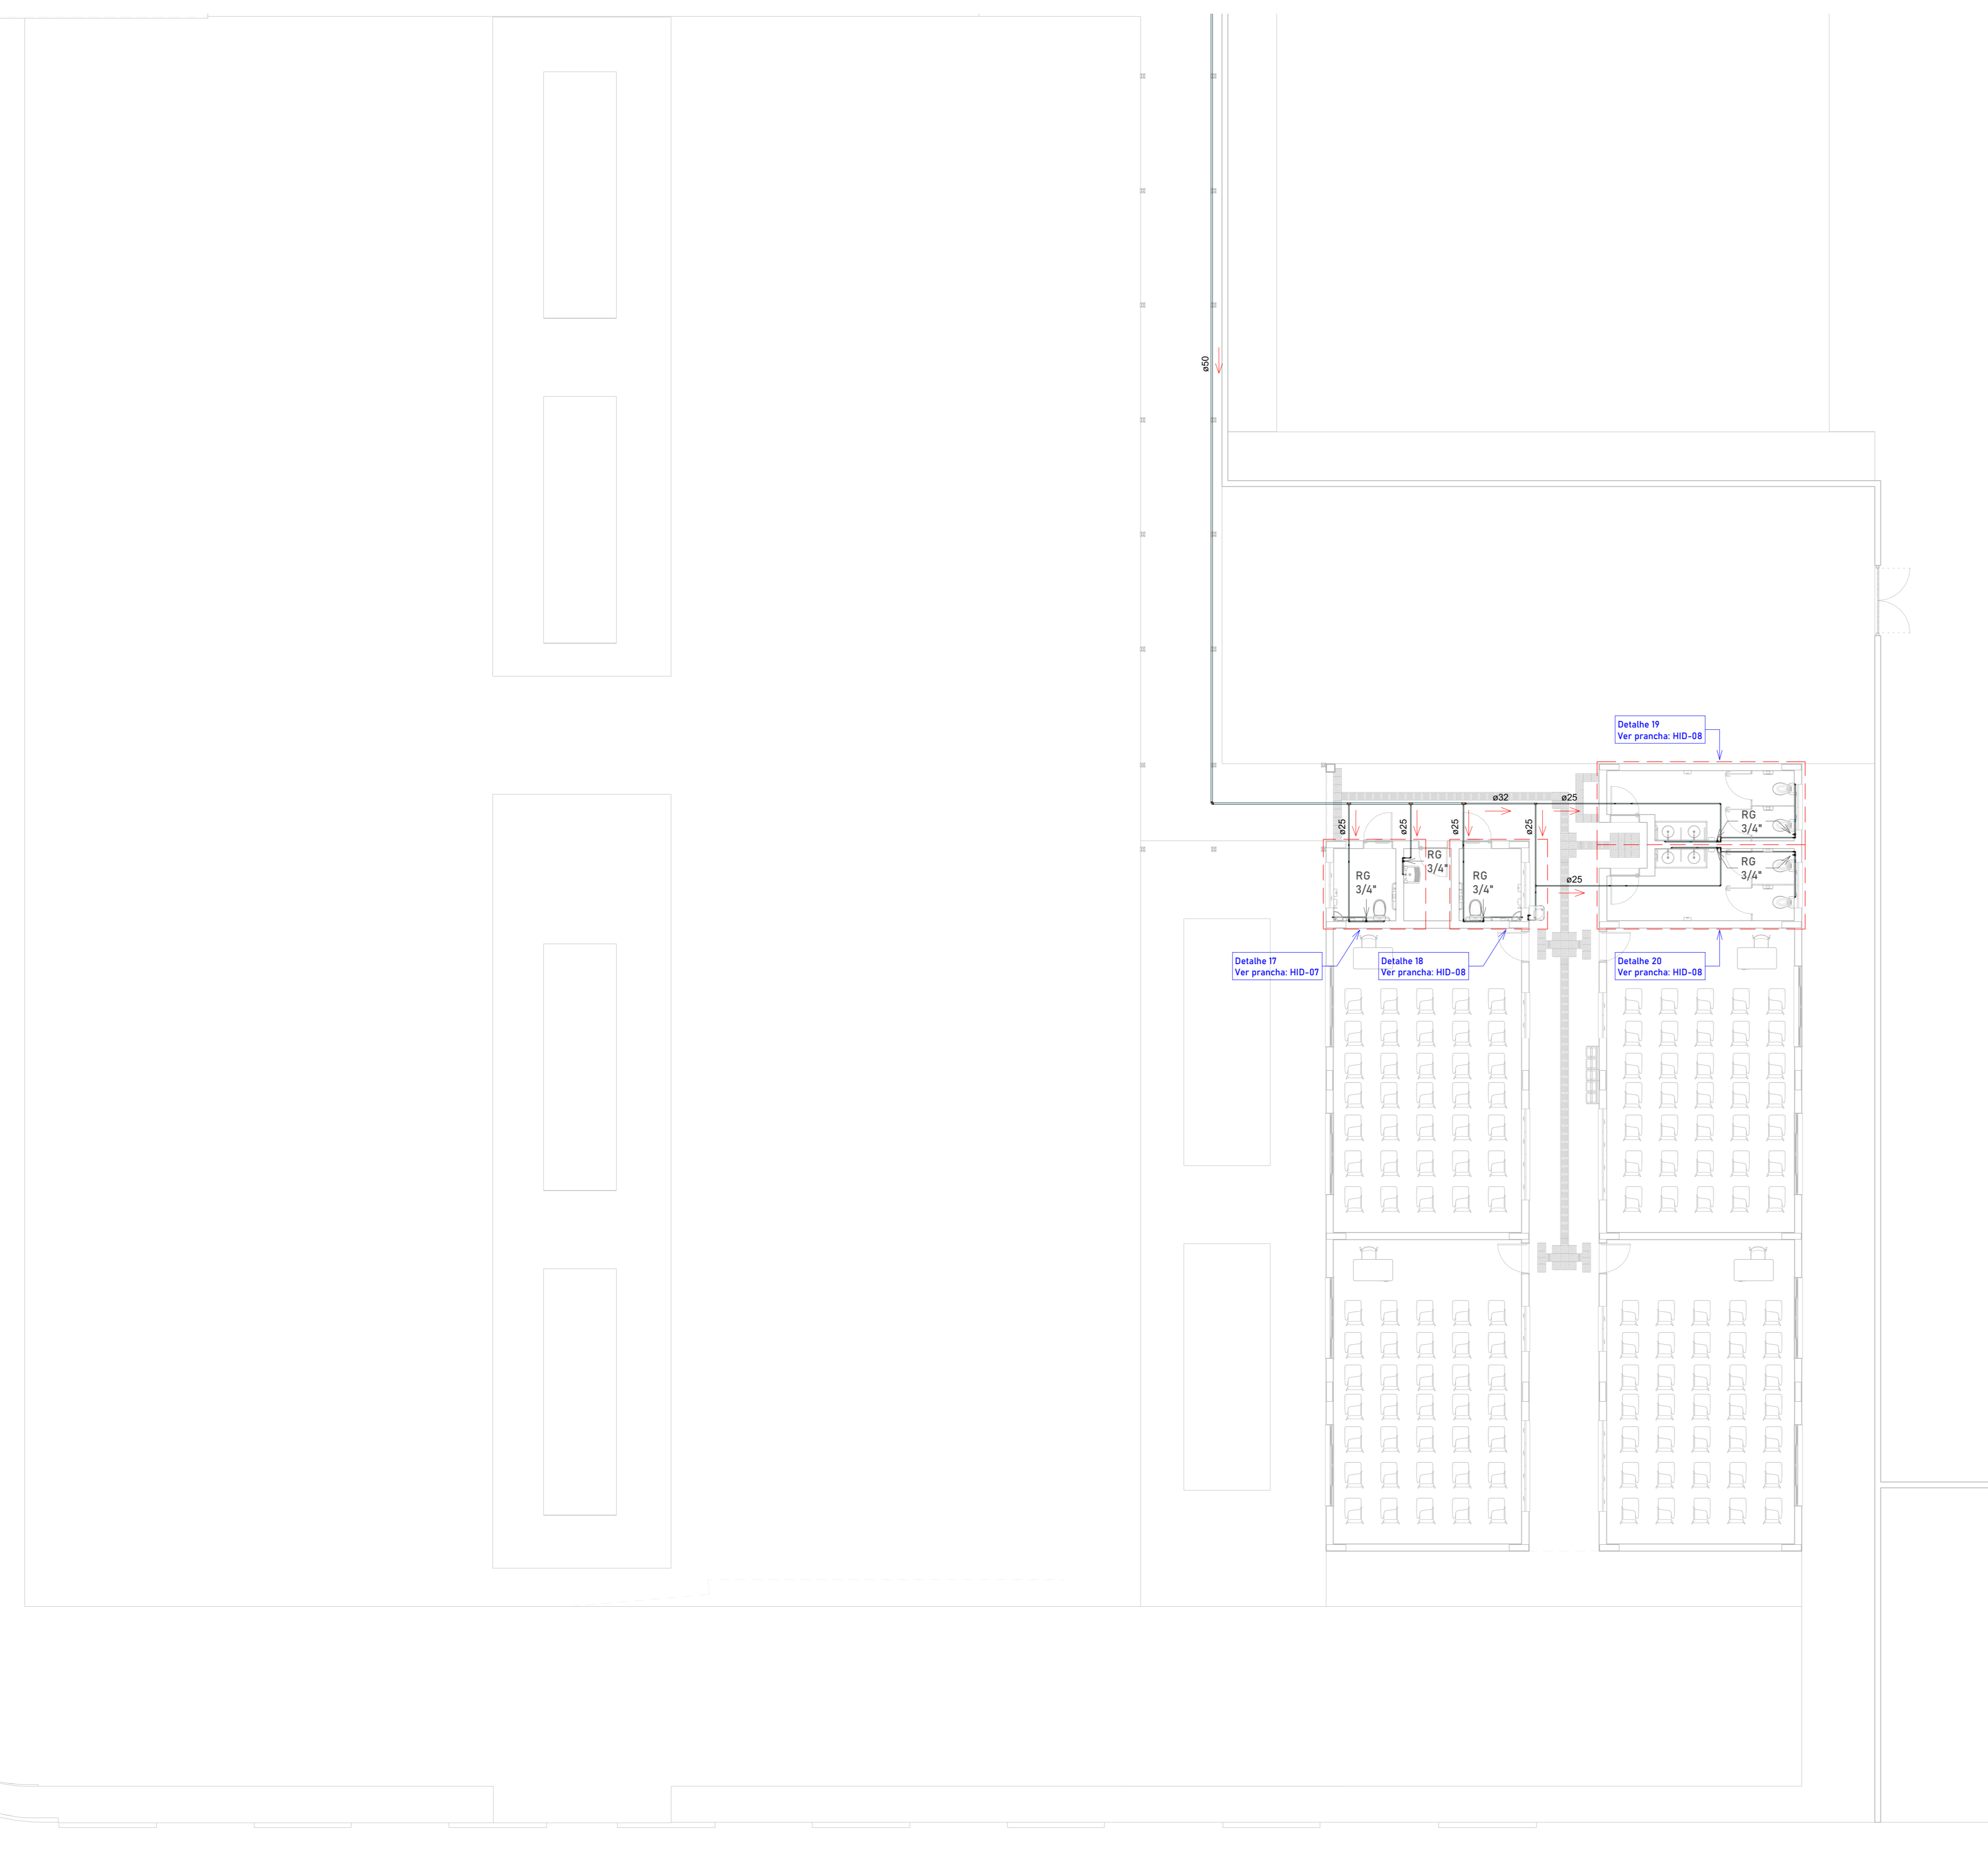 ø50
Detalhe 19
Ver prancha: HID-08
ø32
ø25
ø25
ø25
ø25
ø25
RG
3/4"
RG
3/4"
RG
3/4"
RG
3/4"
RG
3/4"
ø25
Detalhe 17
Ver prancha: HID-07
Detalhe 18
Ver prancha: HID-08
Detalhe 20
Ver prancha: HID-08